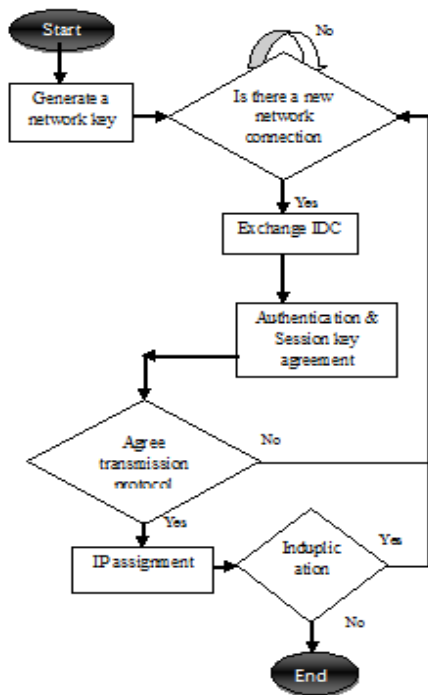 Start
No
Generate a
network key
Is there a new
network
connection
Yes
Exchange IDC
Authentication &
Session key
agreement
Agree
transmission
protocol
No
Yes
IP assignment
Induplic
ation
Yes
No
End